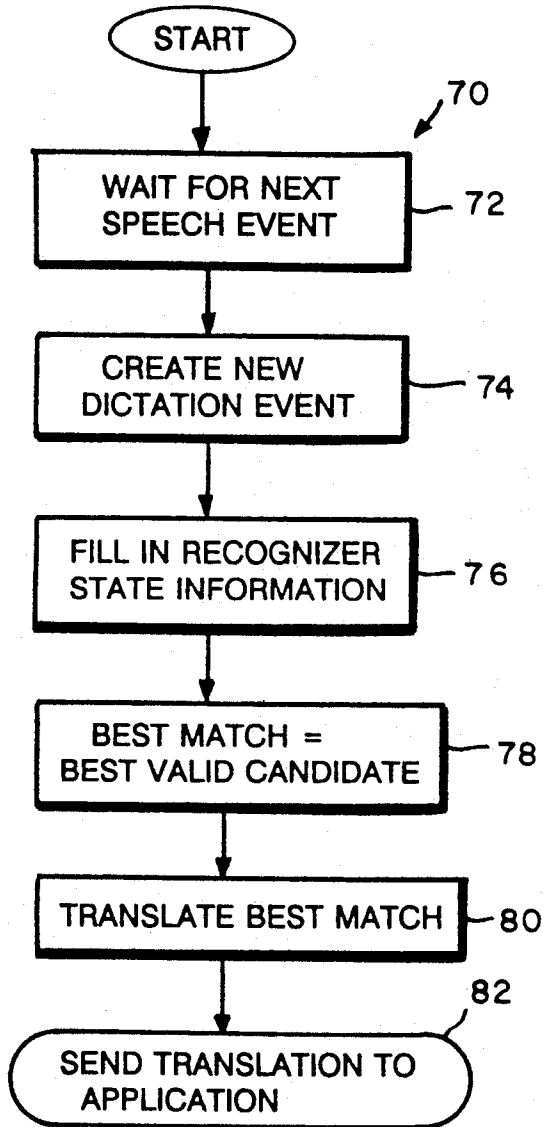 START
70
WAIT FOR NEXT
SPEECH EVENT
72
CREATE NEW
DICTATION EVENT
74
FILL IN RECOGNIZER
STATE INFORMATION
76
BEST MATCH =
BEST VALID CANDIDATE
78
TRANSLATE BEST MATCH
80
82
SEND TRANSLATION TO
APPLICATION